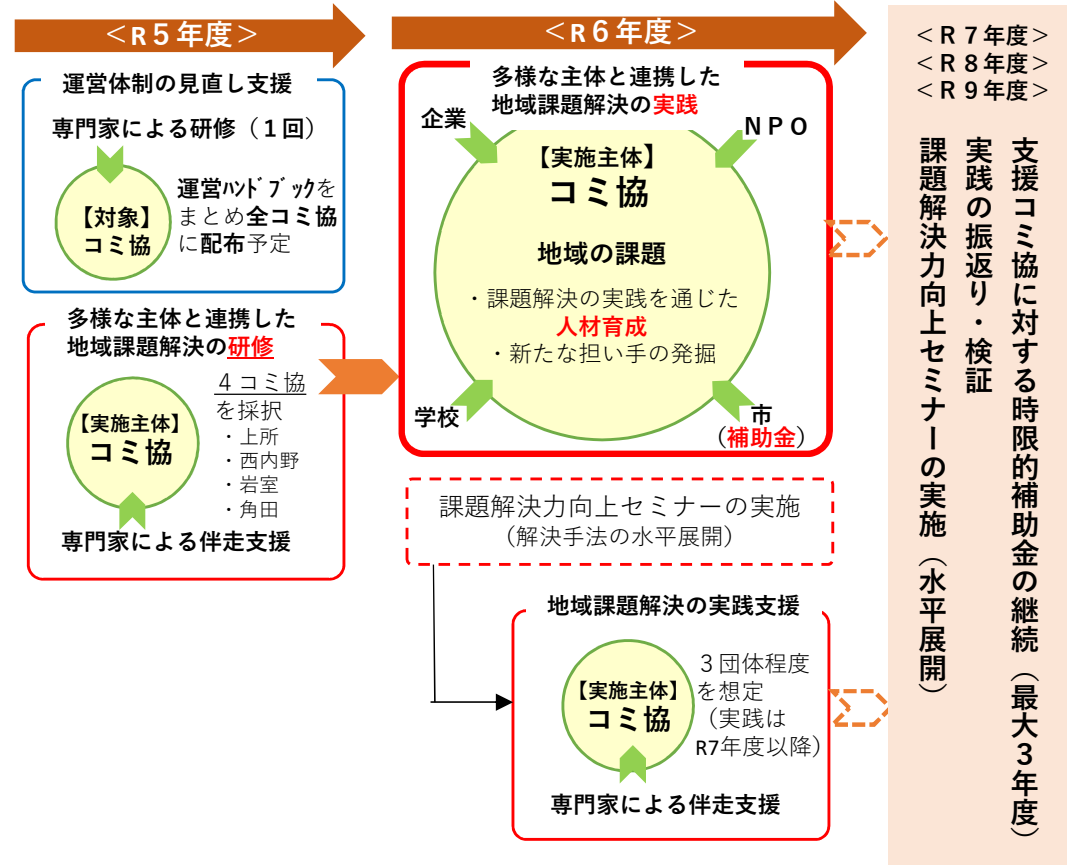 ＜R５年度＞
運営体制の見直し支援
専門家による研修（１回）
【対象】
コミ協
運営ﾊﾝﾄﾞﾌﾞｯｸを
まとめ全コミ協
に配布予定
多様な主体と連携した
地域課題解決の研修
【実施主体】
コミ協
４コミ協
を採択
・上所
・西内野
・岩室
・角田
専門家による伴走支援
＜R６年度＞
多様な主体と連携した
地域課題解決の実践
企業
ＮＰＯ
【実施主体】
コミ協
地域の課題
・課題解決の実践を通じた
人材育成
・新たな担い手の発掘
学校
市
（補助金）
課題解決力向上セミナーの実施
（解決手法の水平展開）
地域課題解決の実践支援
【実施主体】
コミ協
３団体程度
を想定
（実践は
R7年度以降）
専門家による伴走支援
＜Ｒ７年度＞
＜Ｒ８年度＞
＜Ｒ９年度＞
支援コミ協に対する時限的補助金の継続（最大３年度）
実践の振返り・検証
課題解決力向上セミナーの実施（水平展開）